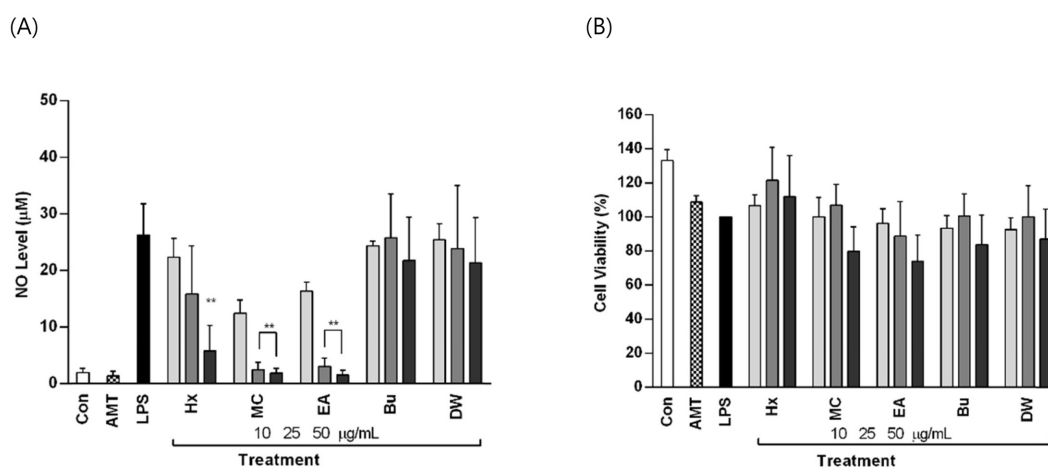 (A)
(B)
NO Level (μM)
50
40
30
20
10
0
**
**
**
Con
AMT
LPS
Hx
MC
EA
Bu
DW
10 25 50 μg/mL
Treatment
Cell Viability (%)
160
140
120
100
80
60
40
20
0
Con
AMT
LPS
Hx
MC
EA
Bu
DW
10 25 50 μg/mL
Treatment